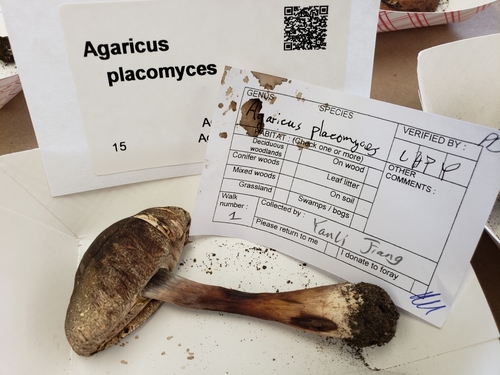 Agaricus
placomyces
15
GENUS
SPECIES
Agaricus placomyces
VERIFIED BY :
HABITAT: (Check one or more)
Deciduous
woodlands
On wood
Conifer woods
Leaf litter
Mixed woods
On soil
Grassland
Swamps / bogs
OTHER
COMMENTS :
Walk
number :
1
Collected by : Yanli Jiang
Please return to me
I donate to foray